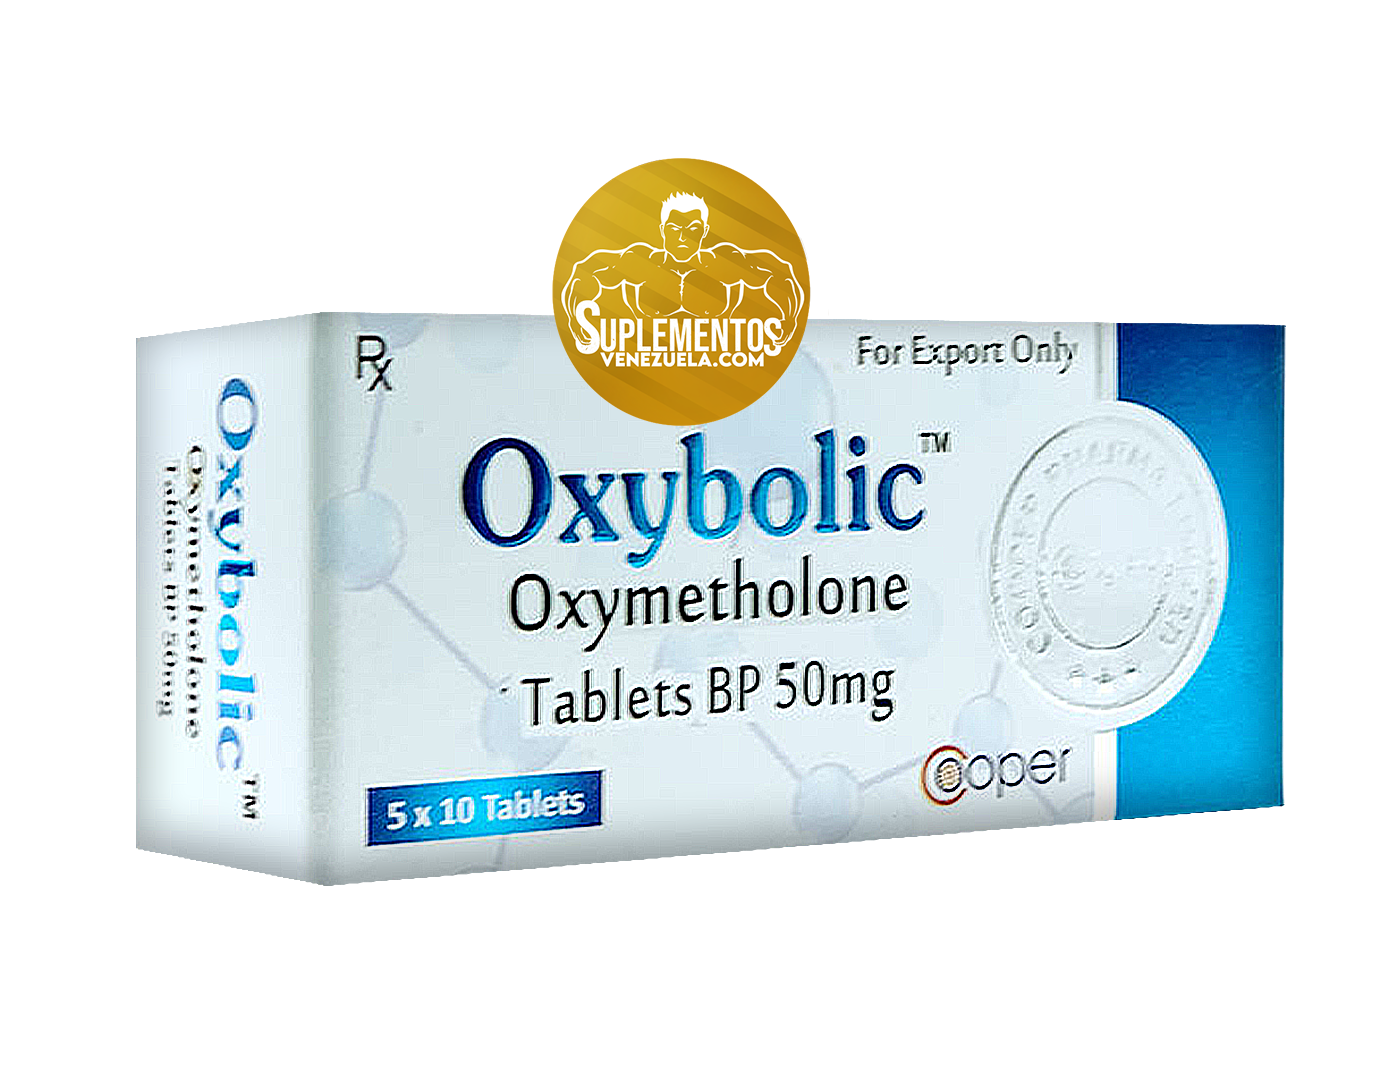 SUPLEMENTOS
VENEZUELA.COM
Rx
For Export Only
Oxybolic™
Oxymetholone
Tablets BP 50mg
5 x 10 Tablets
Cooper
Oxybolic™
Oxymetholone
Tablets BP 50mg